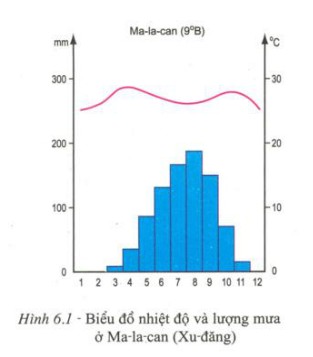 Ma-la-can (9°B)
mm
°C
300
30
200
20
100
10
0
0
1 2 3 4 5 6 7 8 9 10 11 12
Hình 6.1 - Biểu đồ nhiệt độ và lượng mưa
ở Ma-la-can (Xu-đăng)